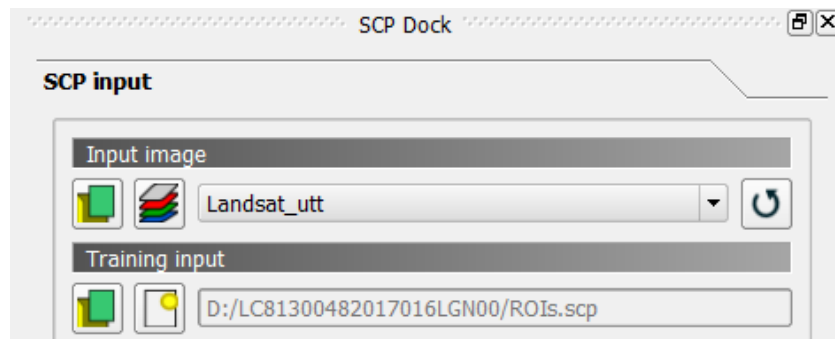 SCP Dock
SCP input
Input image
Landsat_utt
Training input
D:/LC81300482017016LGN00/ROIs.scp